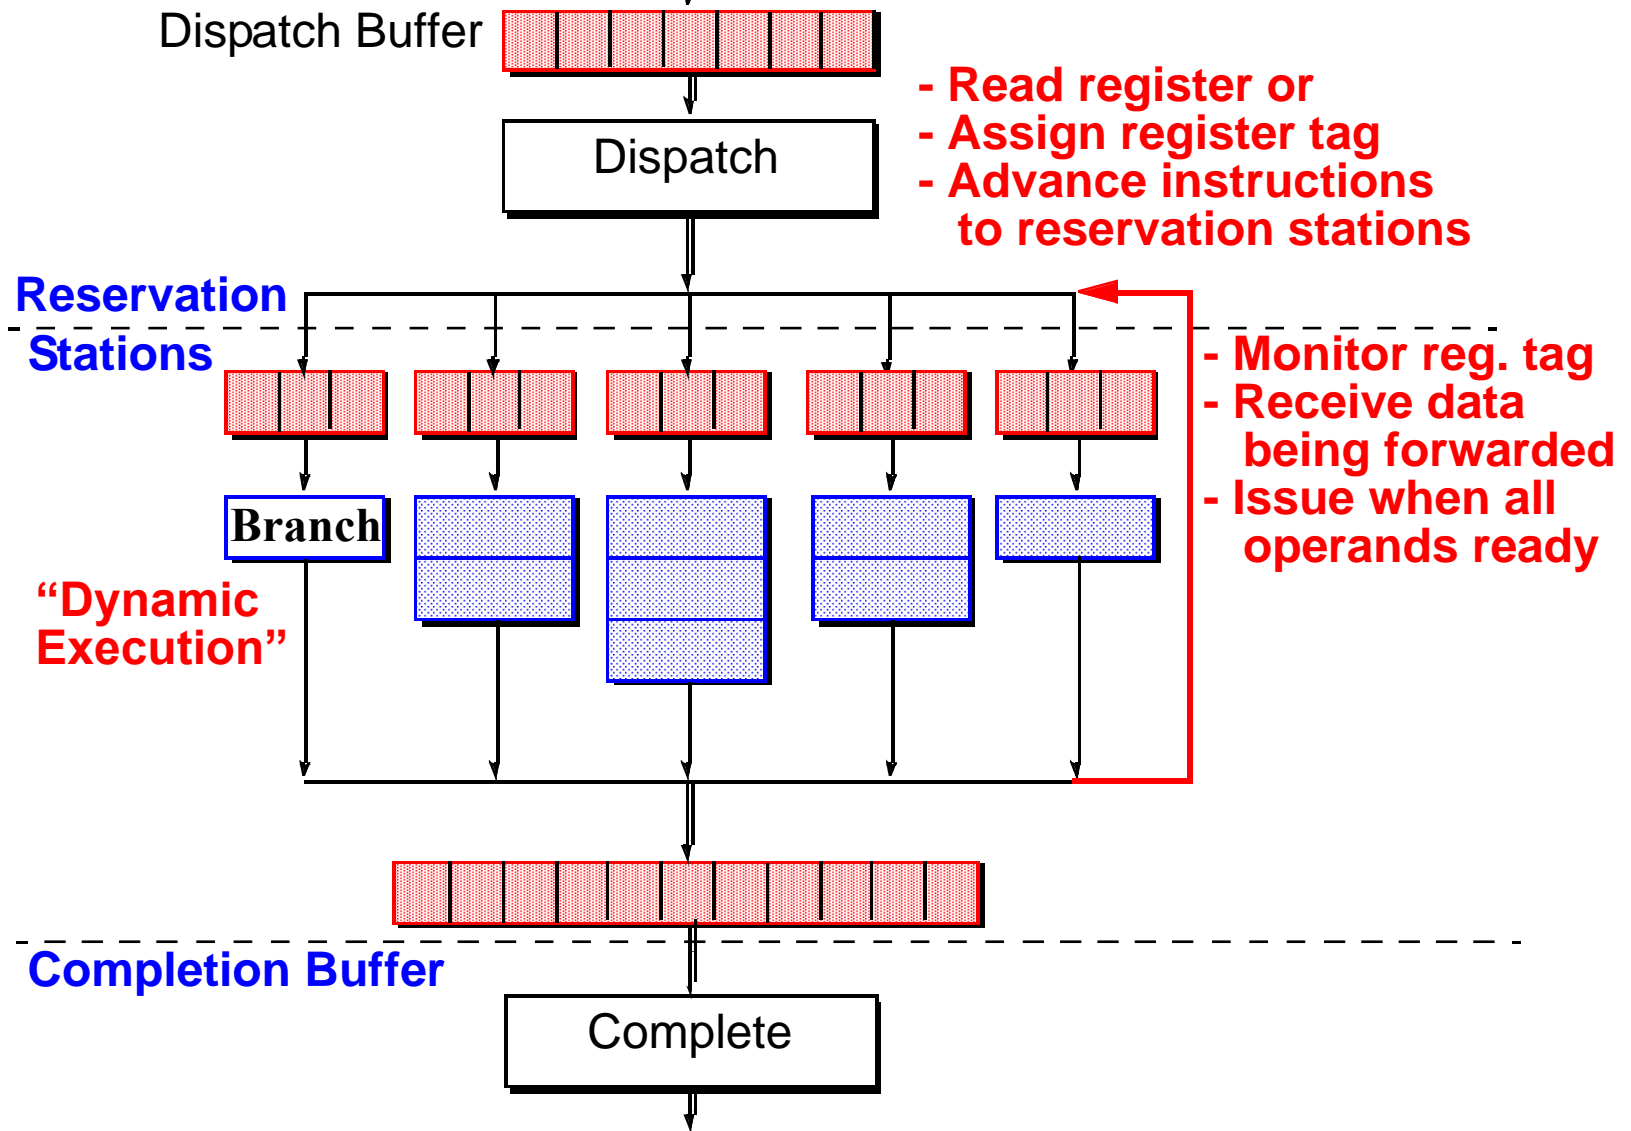 Dispatch Buffer
- Read register or
- Assign register tag
- Advance instructions
to reservation stations
Dispatch
Reservation
Stations
- Monitor reg. tag
- Receive data
being forwarded
- Issue when all
operands ready
Branch
“Dynamic
Execution”
Completion Buffer
Complete